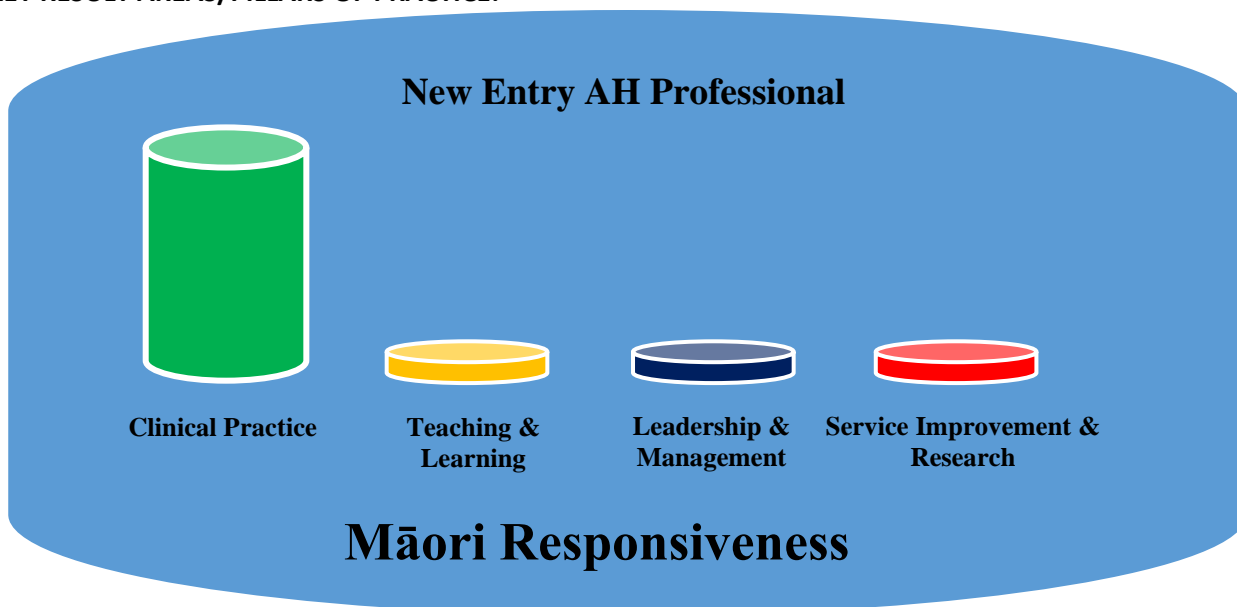 New Entry AH Professional
Clinical Practice
Teaching &
Learning
Leadership &
Management
Service Improvement &
Research
Māori Responsiveness